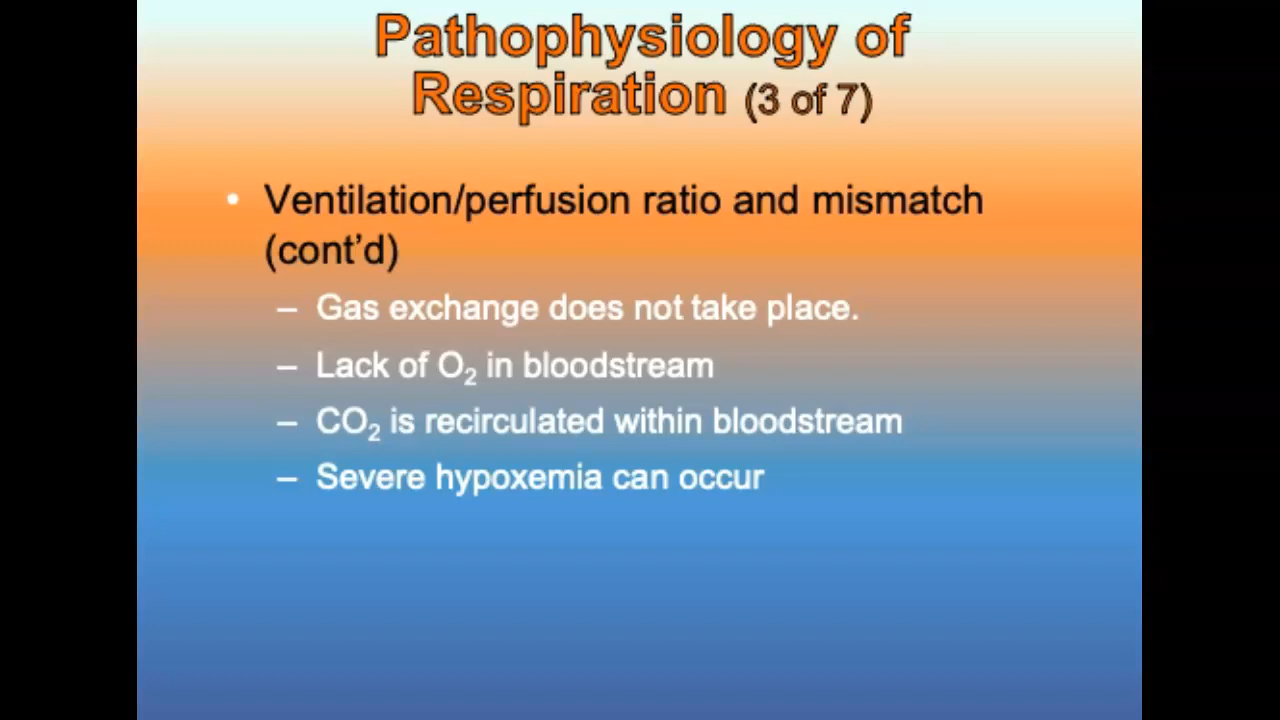 Pathophysiology of
Respiration (3 of 7)
• Ventilation/perfusion ratio and mismatch
(cont’d)
– Gas exchange does not take place.
– Lack of O₂ in bloodstream
– CO₂ is recirculated within bloodstream
– Severe hypoxemia can occur